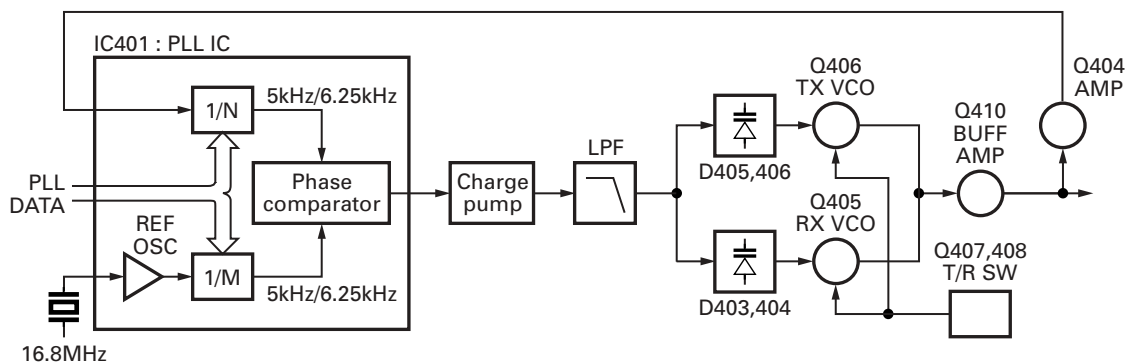 IC401 : PLL IC
1/N
5kHz/6.25kHz
PLL
DATA
REF
OSC
1/M
5kHz/6.25kHz
16.8MHz
Phase
comparator
Charge
pump
LPF
D405,406
Q406
TX VCO
D403,404
Q405
RX VCO
Q410
BUFF
AMP
Q404
AMP
Q407,408
T/R SW